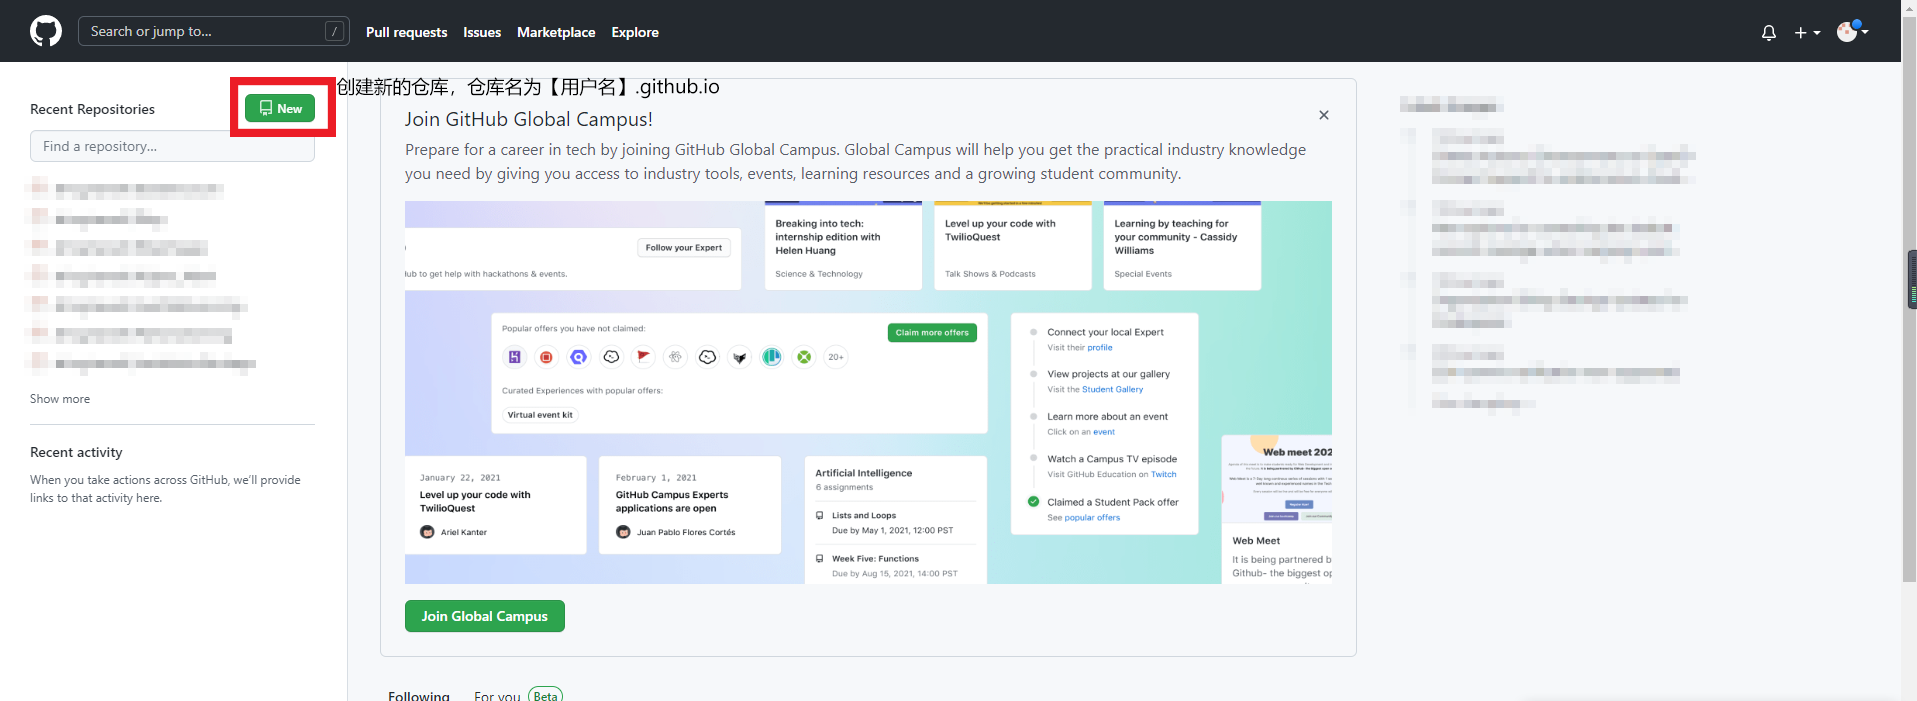 Search or jump to... /
Pull requests Issues Marketplace Explore
Recent Repositories
New
创建新的仓库，仓库名为【用户名】.github.io
Find a repository...
Show more
Recent activity
When you take actions across GitHub, we'll provide
links to that activity here.
Join GitHub Global Campus!
Prepare for a career in tech by joining GitHub Global Campus. Global Campus will help you get the practical industry knowledge
you need by giving you access to industry tools, events, learning resources and a growing student community.
Follow your Expert
Hub to get help with hackathons & events.
Breaking into tech:
internship edition with
Helen Huang
Science & Technology
Level up your code with
TwilioQuest
Talk Shows & Podcasts
Learning by teaching for
your community - Cassidy
Williams
Special Events
Popular offers you have not claimed:
Claim more offers
20+
Curated Experiences with popular offers:
Virtual event kit
Connect your local Expert
Visit their profile
View projects at our gallery
Visit the Student Gallery
Learn more about an event
Click on an event
Watch a Campus TV episode
Visit GitHub Education on Twitch
Claimed a Student Pack offer
See popular offers
January 22, 2021
Level up your code with
TwilioQuest
Ariel Kanter
February 1, 2021
GitHub Campus Experts
applications are open
Juan Pablo Flores Cortés
Artificial Intelligence
6 assignments
Lists and Loops
Due by May 1, 2021, 12:00 PST
Week Five: Functions
Due by Aug 15, 2021, 14:00 PST
Web meet 202
Web Meet
It is being partnered b
Github- the biggest op
Join Global Campus
Following For you Beta